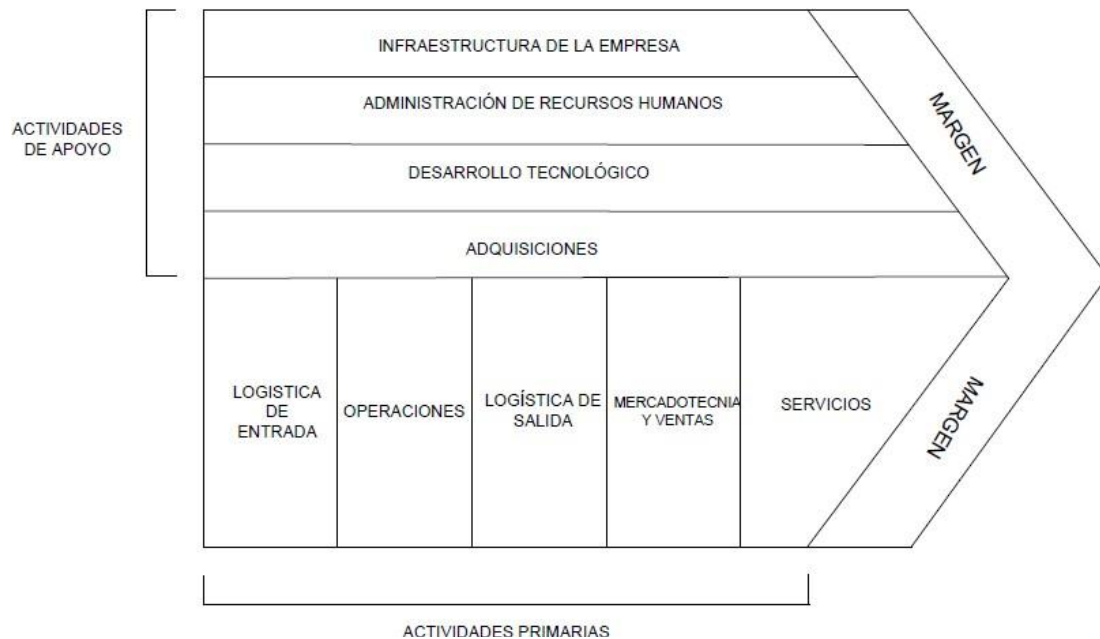 INFRAESTRUCTURA DE LA EMPRESA
ADMINISTRACIÓN DE RECURSOS HUMANOS
ACTIVIDADES
DE APOYO
DESARROLLO TECNOLÓGICO
ADQUISICIONES
MARGEN
LOGISTICA
DE
ENTRADA
OPERACIONES
LOGÍSTICA DE
SALIDA
MERCADOTECNIA
Y VENTAS
SERVICIOS
MARGEN
ACTIVIDADES PRIMARIAS